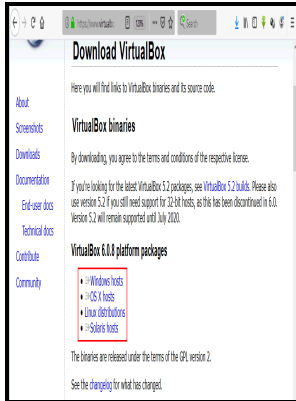 https://www.virtualb
Search
Download VirtualBox
Here you will find links to VirtualBox binaries and its source code.
About
Screenshots
Downloads
Documentation
End-user docs
Technical docs
Contribute
Community
VirtualBox binaries
By downloading, you agree to the terms and conditions of the respective license.
If you're looking for the latest VirtualBox 5.2 packages, see VirtualBox 5.2 builds. Please also
use version 5.2 if you still need support for 32-bit hosts, as this has been discontinued in 6.0.
Version 5.2 will remain supported until July 2020.
VirtualBox 6.0.8 platform packages
Windows hosts
OS X hosts
Linux distributions
Solaris hosts
The binaries are released under the terms of the GPL version 2.
See the changelog for what has changed.